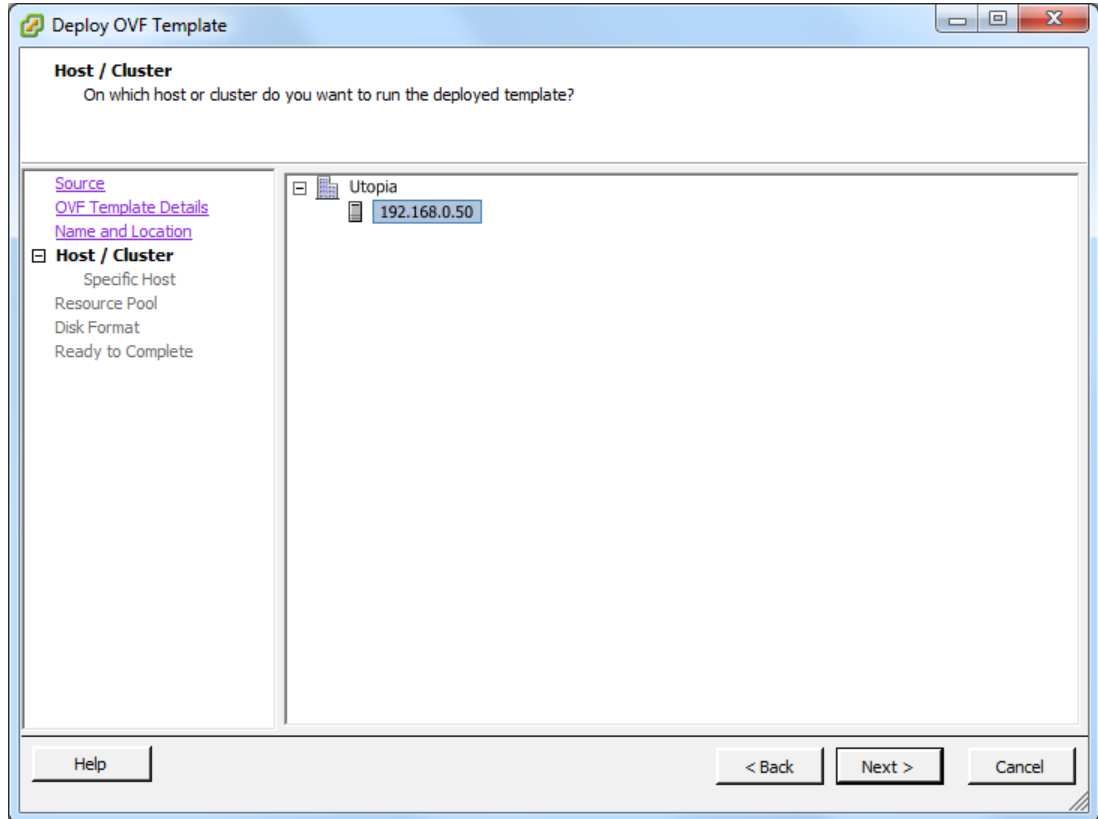 Deploy OVF Template
Host / Cluster
On which host or cluster do you want to run the deployed template?
Source
OVF Template Details
Name and Location
Host / Cluster
Specific Host
Resource Pool
Disk Format
Ready to Complete
Utopia
192.168.0.50
Help
< Back
Next >
Cancel